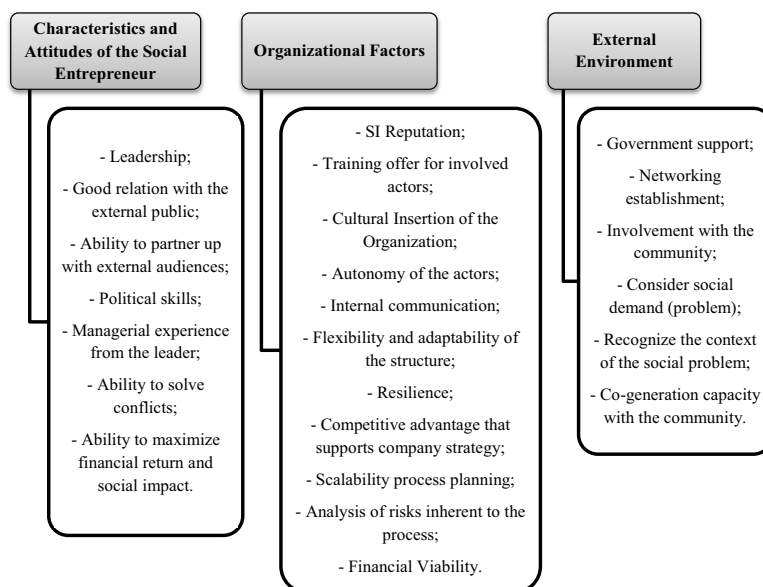 Characteristics and
Attitudes of the Social
Entrepreneur
- Leadership;
- Good relation with the
external public;
- Ability to partner up
with external audiences;
- Political skills;
- Managerial experience
from the leader;
- Ability to solve
conflicts;
- Ability to maximize
financial return and
social impact.
Organizational Factors
- SI Reputation;
- Training offer for involved
actors;
- Cultural Insertion of the
Organization;
- Autonomy of the actors;
- Internal communication;
- Flexibility and adaptability of
the structure;
- Resilience;
- Competitive advantage that
supports company strategy;
- Scalability process planning;
- Analysis of risks inherent to the
process;
- Financial Viability.
External
Environment
- Government support;
- Networking
establishment;
- Involvement with the
community;
- Consider social
demand (problem);
- Recognize the context
of the social problem;
- Co-generation capacity
with the community.